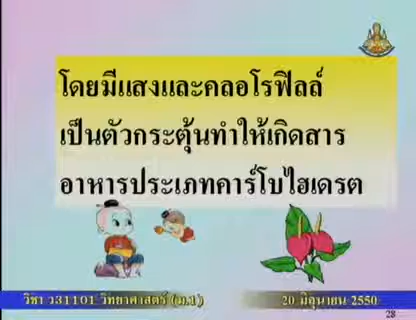 โดยมีแสงและคลอโรฟิลล์
เป็นตัวกระตุ้นทำให้เกิดสาร
อาหารประเภทคาร์โบไฮเดรต
วิชา ว31101 วิทยาศาสตร์ (ม.1)
20 มิถุนายน 2550
28